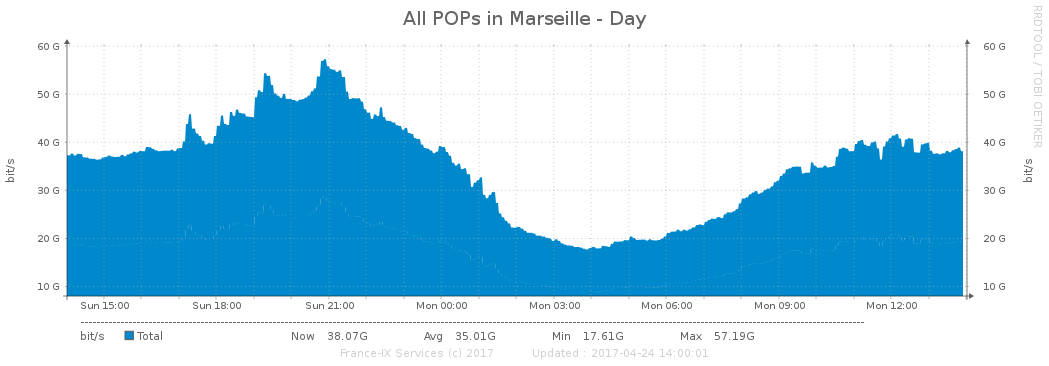 All POPs in Marseille - Day
RRDTOOL / TOBI OETIKER
60 G 60 G
50 G 50 G
40 G 40 G
30 G 30 G
20 G 20 G
10 G 10 G
bit/s bit/s
Sun 15:00 Sun 18:00 Sun 21:00 Mon 00:00 Mon 03:00 Mon 06:00 Mon 09:00 Mon 12:00
bit/s Total Now 38.07G Avg 35.01G Min 17.61G Max 57.19G
France-IX Services (c) 2017 Updated : 2017-04-24 14:00:01